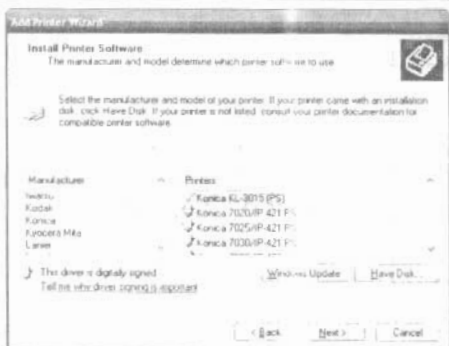 Add Printer Wizard
Install Printer Software
The manufacturer and model determine which printer software to use.
Select the manufacturer and model of your printer. If your printer came with an installation
disk, click Have Disk. If your printer is not listed, consult your printer documentation for
compatible printer software.
Manufacturer
Iwatsu
Kodak
Konica
Kyocera Mita
Lanier
Printers
Konica KL-3015 (PS)
Konica 7020/IP-421 PS
Konica 7025/IP-421 PS
Konica 7030/IP-421 PS
This driver is digitally signed.
Tell me why driver signing is important
Windows Update
Have Disk...
< Back
Next >
Cancel